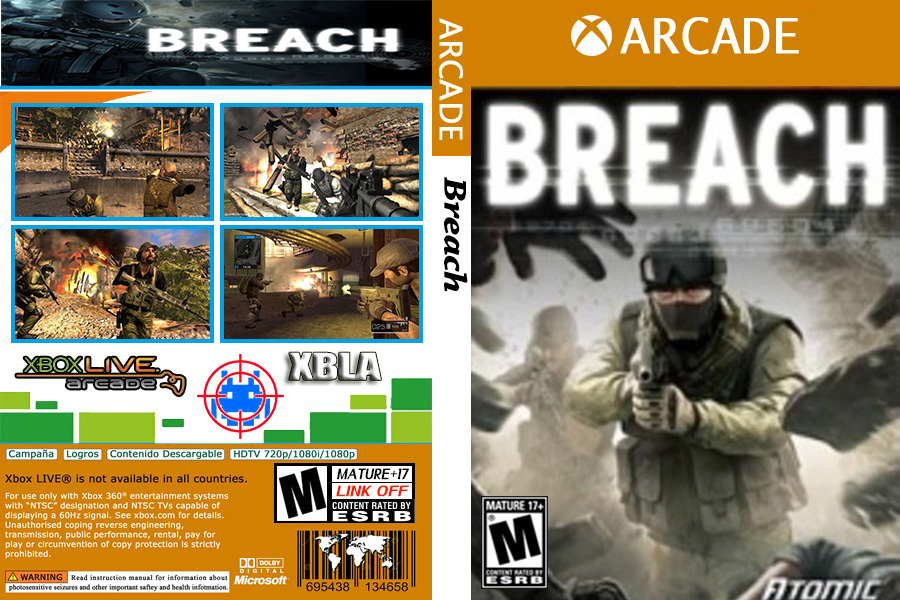 BREACH
XBOX LIVE
arcade
XBLA
Campaña
Logros
Contenido Descargable
HDTV 720p/1080i/1080p
Xbox LIVE® is not available in all countries.
For use only with Xbox 360® entertainment systems
with "NTSC" designation and NTSC TVs capable of
displaying a 60Hz signal. See xbox.com for details.
Unauthorised coping reverse engineering,
transmission, public performance, rental, pay for
play or circumvention of copy protection is strictly
prohibited.
WARNING Read instruction manual for information about
photosensitive seizures and other important saftey and health infotmation.
DOLBY
DIGITAL
Microsoft
M
MATURE+17
LINK OFF
CONTENT RATED BY
ESRB
695438 134658
ARCADE
Breach
ARCADE
BREACH
MATURE 17+
M
CONTENT RATED BY
ESRB
ATOMIC